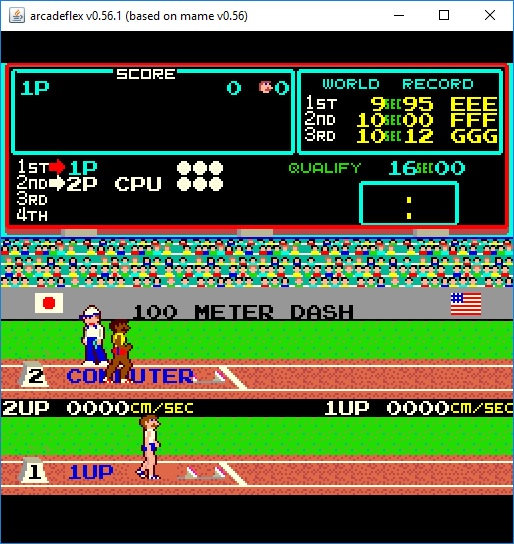 arcadeflex v0.56.1 (based on mame v0.56)
SCORE
1P 0 0
WORLD RECORD
1ST 9SEC95 EEE
2ND 10SEC00 FFF
3RD 10SEC12 GGG
1ST 1P
2ND 2P CPU
3RD
4TH
QUALIFY 16SEC00
:
100 METER DASH
2 COMPUTER
2UP 0000CM/SEC 1UP 0000CM/SEC
1 1UP